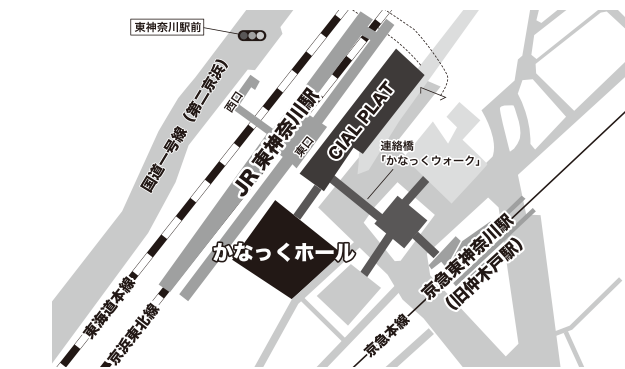 東神奈川駅前
国道一号線（第二京浜）
西口
JR 東神奈川駅
東口
CIAL PLAT
連絡橋
「かなっくウォーク」
かなっくホール
京急東神奈川駅
（旧仲木戸駅）
東海道本線
京浜東北線
京急本線